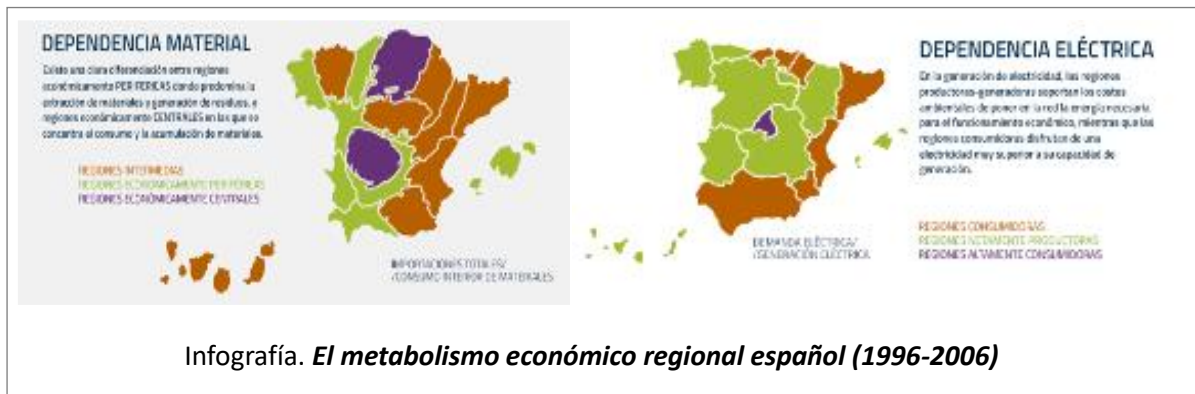 DEPENDENCIA MATERIAL
Existe una clara diferenciación entre regiones
económicamente PERIFÉRICAS donde predomina la
extracción de materiales y generación de residuos, o
regiones económicamente CENTRALES en las que se
concentra el consumo y la acumulación de materiales.
REGIONES INTERMEDIAS
REGIONES ECONÓMICAMENTE PERIFÉRICAS
REGIONES ECONÓMICAMENTE CENTRALES
IMPORTACIONES TOTALES/
/CONSUMO INTERIOR DE MATERIALES
DEPENDENCIA ELÉCTRICA
En la generación de electricidad, las regiones
productoras-generadoras soportan los costes
ambientales de poner en la red la energía necesaria
para el funcionamiento económico, mientras que las
regiones consumidoras disfrutan de una
electricidad muy superior a su capacidad de
generación.
DEMANDA ELÉCTRICA/
/GENERACIÓN ELÉCTRICA
REGIONES CONSUMIDORAS
REGIONES NETAMENTE PRODUCTORAS
REGIONES ALTAMENTE CONSUMIDORAS
Infografía. El metabolismo económico regional español (1996-2006)